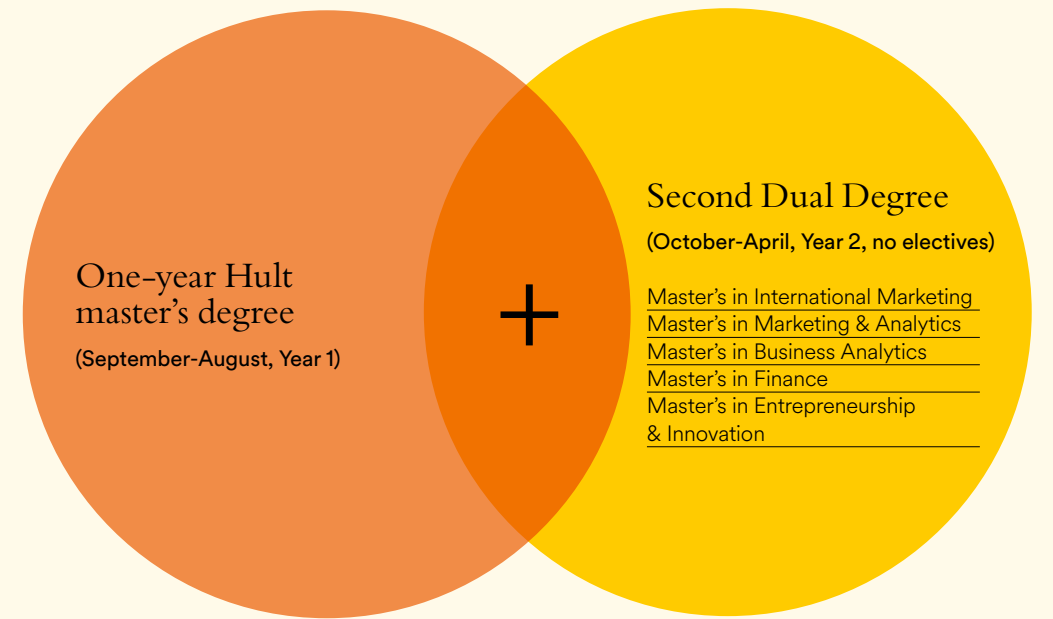 One-year Hult
master’s degree
(September-August, Year 1)
+
Second Dual Degree
(October-April, Year 2, no electives)
Master’s in International Marketing
Master’s in Marketing & Analytics
Master’s in Business Analytics
Master’s in Finance
Master’s in Entrepreneurship
& Innovation